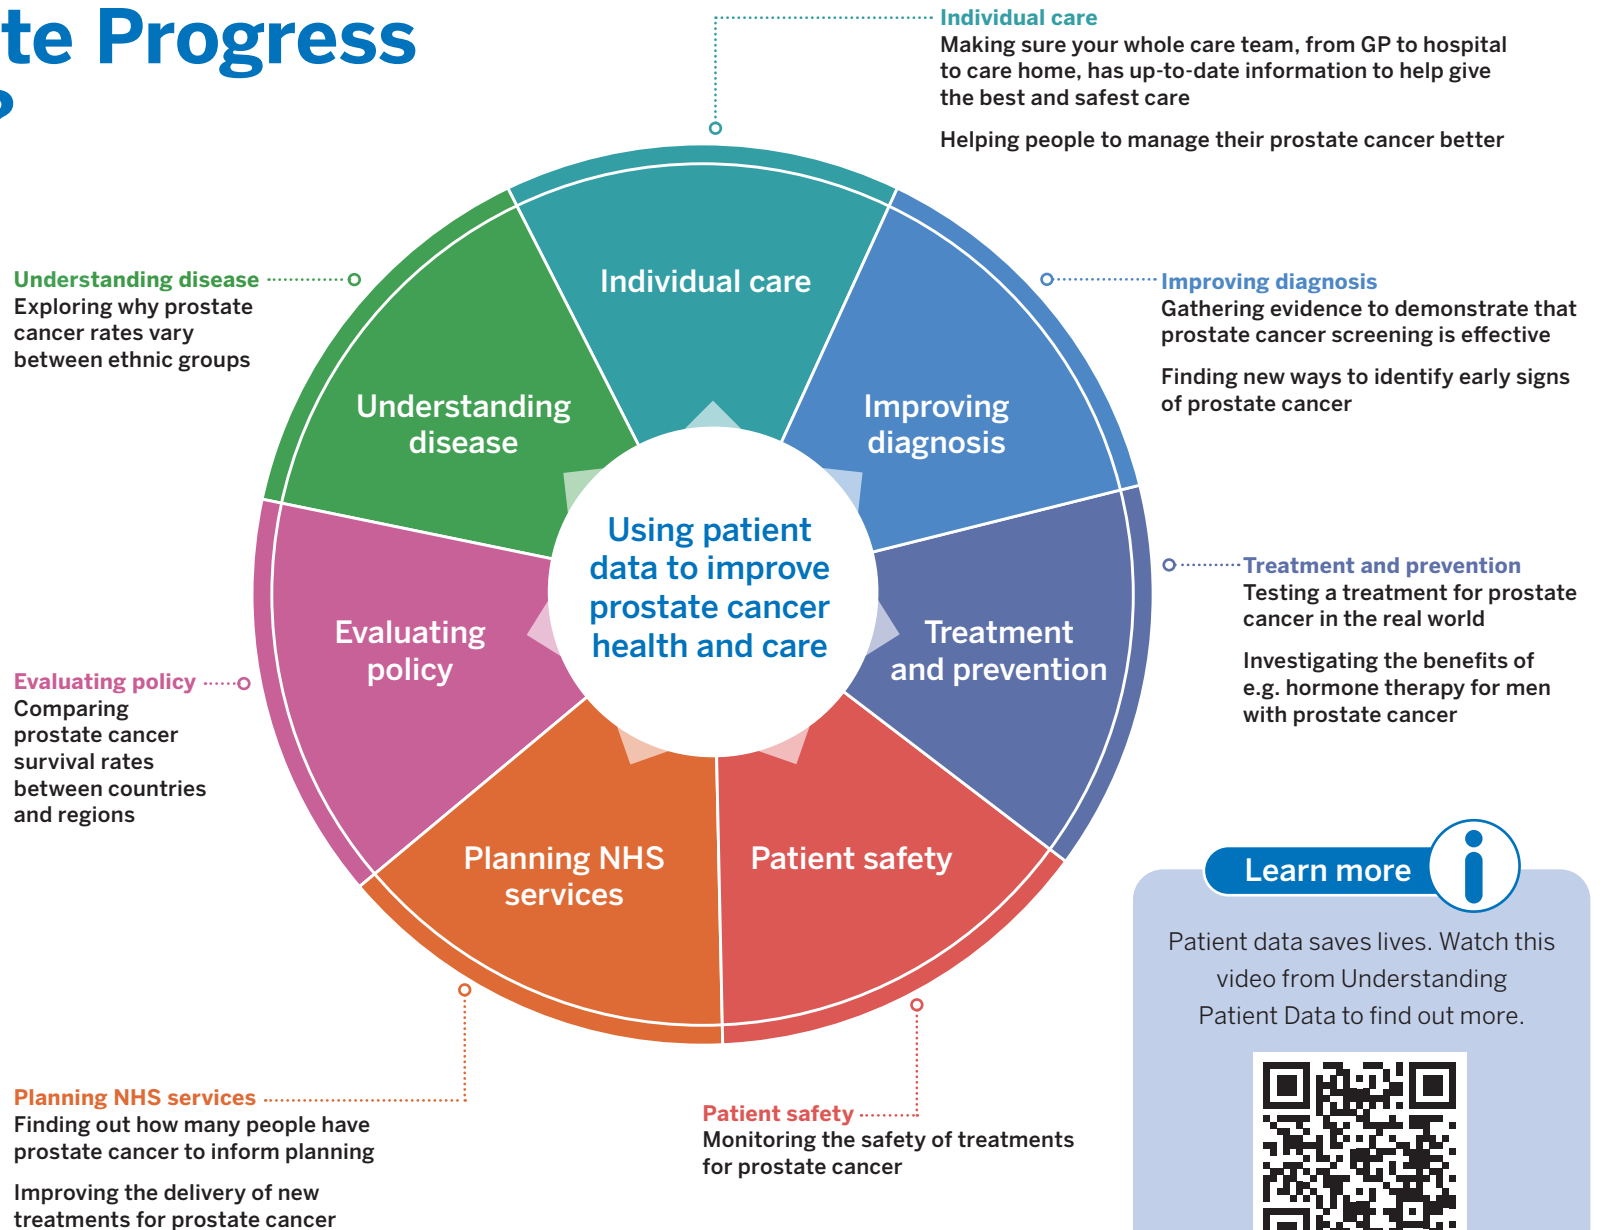 te Progress
?
Individual care
Making sure your whole care team, from GP to hospital
to care home, has up-to-date information to help give
the best and safest care
Helping people to manage their prostate cancer better
Understanding disease
Exploring why prostate
cancer rates vary
between ethnic groups
Improving diagnosis
Gathering evidence to demonstrate that
prostate cancer screening is effective
Finding new ways to identify early signs
of prostate cancer
Individual care
Understanding
disease
Improving
diagnosis
Using patient
data to improve
prostate cancer
health and care
Evaluating
policy
Treatment
and prevention
Planning NHS
services
Patient safety
Treatment and prevention
Testing a treatment for prostate
cancer in the real world
Investigating the benefits of
e.g. hormone therapy for men
with prostate cancer
Evaluating policy
Comparing
prostate cancer
survival rates
between countries
and regions
Learn more
i
Patient data saves lives. Watch this
video from Understanding
Patient Data to find out more.
Planning NHS services
Finding out how many people have
prostate cancer to inform planning
Improving the delivery of new
treatments for prostate cancer
Patient safety
Monitoring the safety of treatments
for prostate cancer